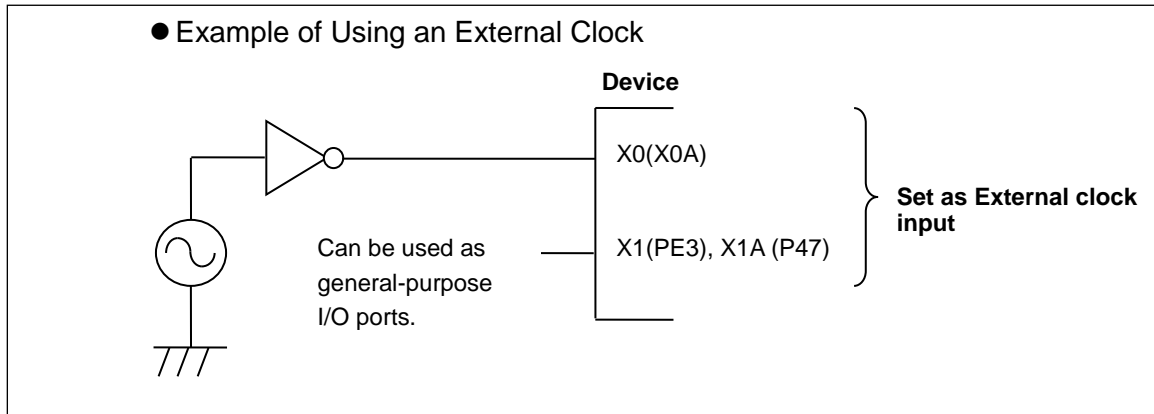 ● Example of Using an External Clock
Device
X0(X0A)
Set as External clock
input
Can be used as
general-purpose
I/O ports.
X1(PE3), X1A (P47)